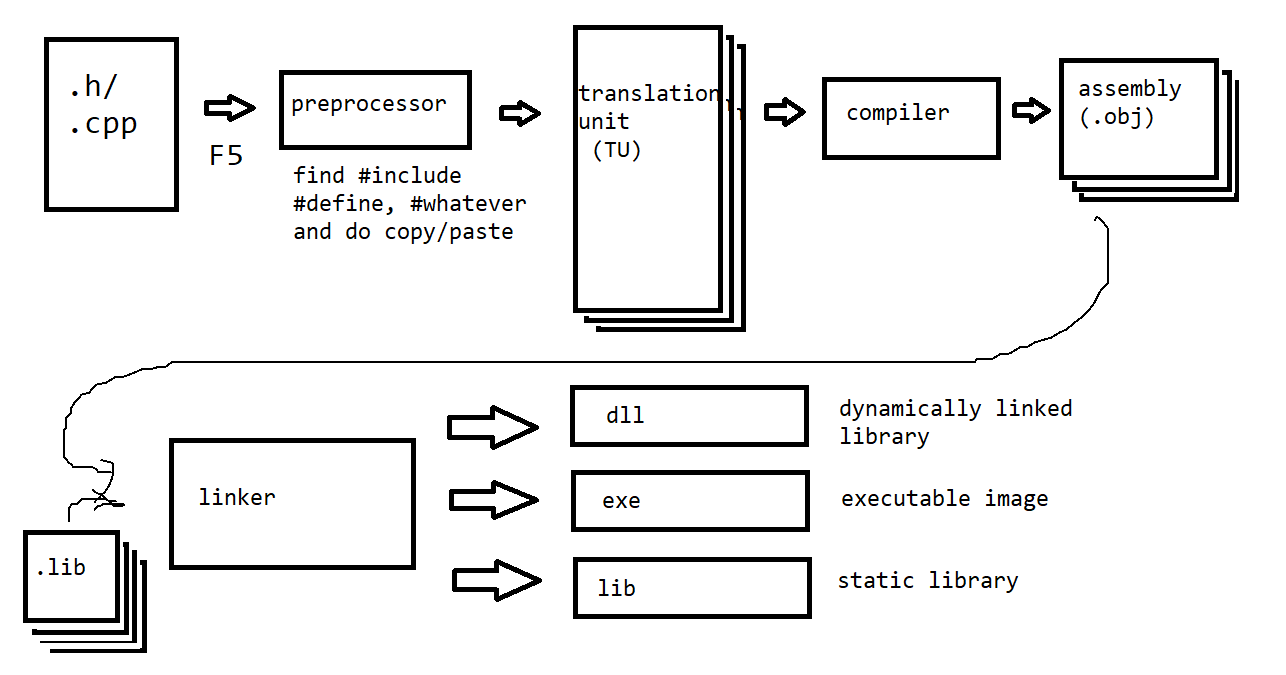 .h/
.cpp
F5
preprocessor
find #include
#define, #whatever
and do copy/paste
translation
unit
(TU)
compiler
assembly
(.obj)
.lib
linker
dll
dynamically linked
library
exe
executable image
lib
static library